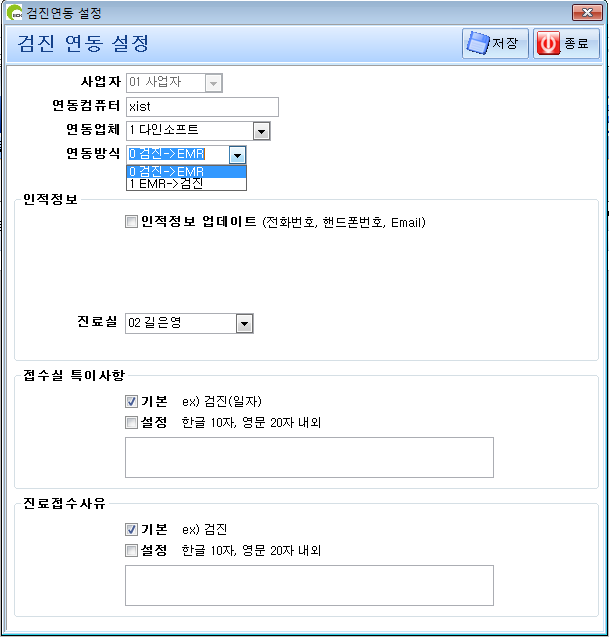 검진연동 설정
검진 연동 설정
저장
종료
사업자 01 사업자
연동컴퓨터 xist
연동업체 1 다인소프트
연동방식 0 검진->EMR
0 검진->EMR
1 EMR->검진
인적정보
인적정보 업데이트 (전화번호, 핸드폰번호, Email)
진료실 02 길은영
접수실 특이사항
기본 ex) 검진(일자)
설정 한글 10자, 영문 20자 내외
진료접수사유
기본 ex) 검진
설정 한글 10자, 영문 20자 내외